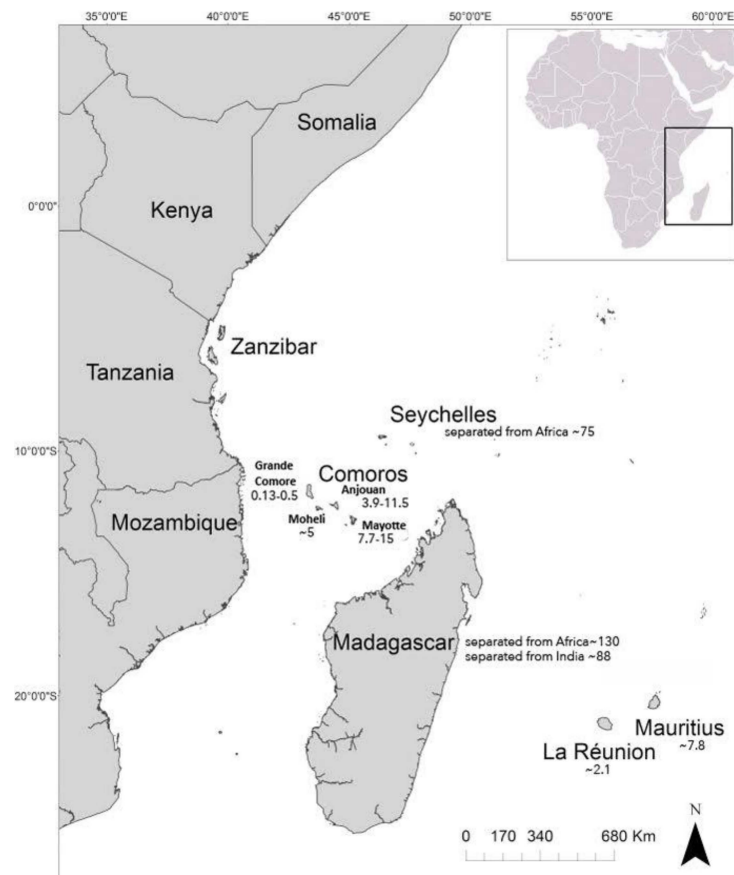 35°0'0"E
40°0'0"E
45°0'0"E
50°0'0"E
55°0'0"E
60°0'0"E
Somalia
0°0'0"
Kenya
Zanzibar
Tanzania
Seychelles
separated from Africa ~75
10°0'0"S
Grande
Comore
0.13-0.5
Comoros
Anjouan
3.9-11.5
Moheli
~5
Mayotte
7.7-15
Mozambique
Madagascar
separated from Africa~130
separated from India ~88
20°0'0"S
Mauritius
~7.8
La Réunion
~2.1
N
0 170 340 680 Km